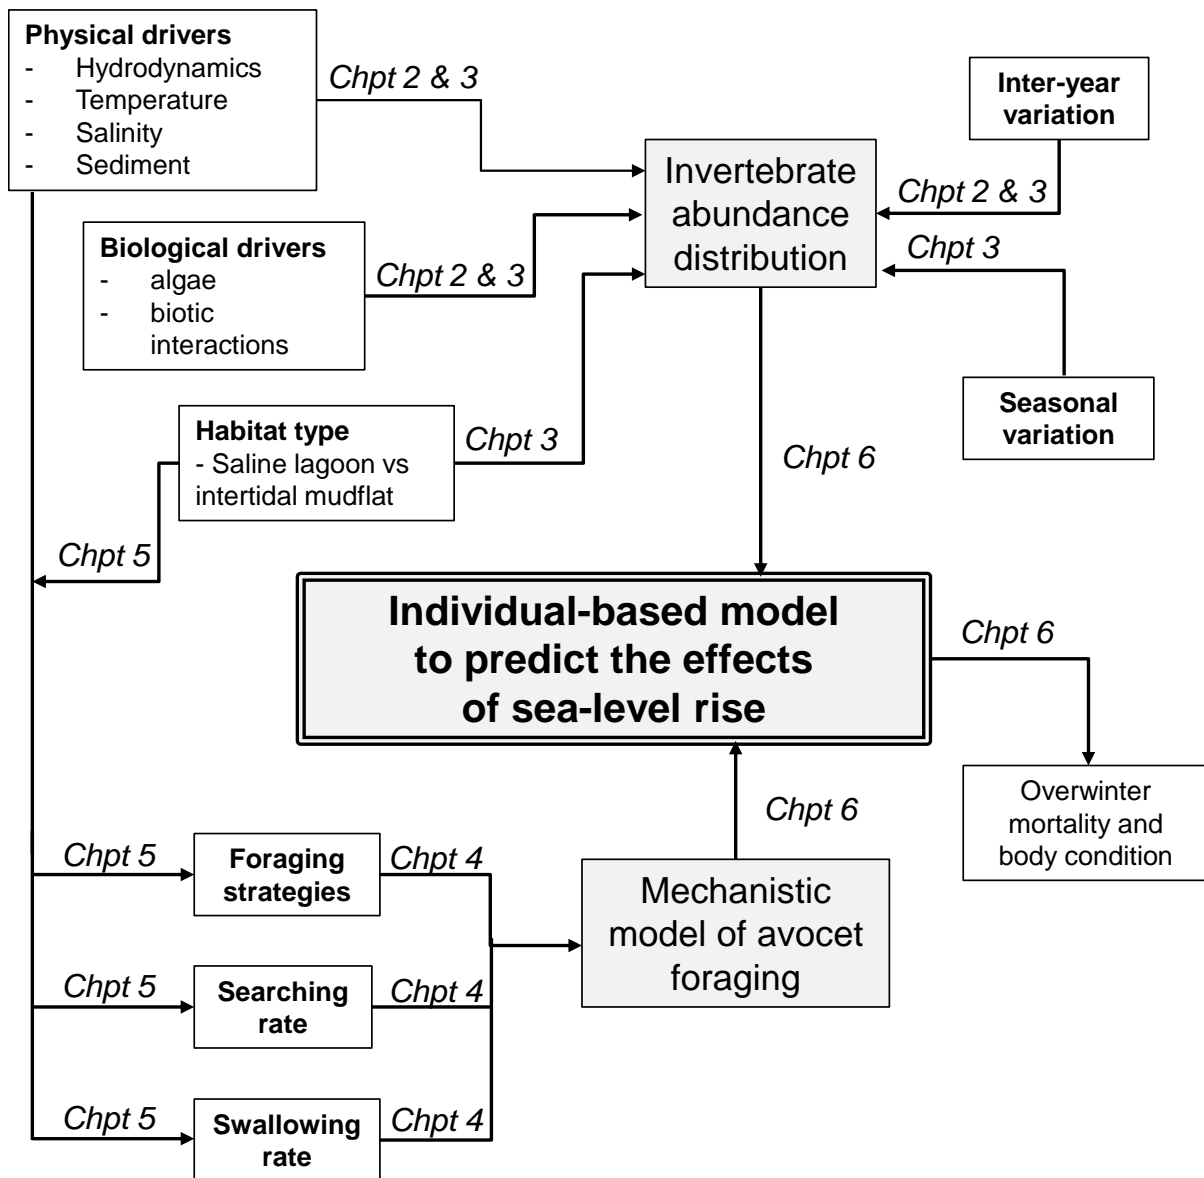 Physical drivers
- Hydrodynamics
- Temperature
- Salinity
- Sediment
Chpt 2 & 3
Inter-year
variation
Invertebrate
abundance
distribution
Chpt 2 & 3
Chpt 3
Biological drivers
- algae
- biotic
interactions
Chpt 2 & 3
Seasonal
variation
Habitat type
- Saline lagoon vs
intertidal mudflat
Chpt 3
Chpt 6
Chpt 5
Individual-based model
to predict the effects
of sea-level rise
Chpt 6
Overwinter
mortality and
body condition
Chpt 6
Chpt 5
Foraging
strategies
Chpt 4
Mechanistic
model of avocet
foraging
Chpt 5
Searching
rate
Chpt 4
Chpt 5
Swallowing
rate
Chpt 4